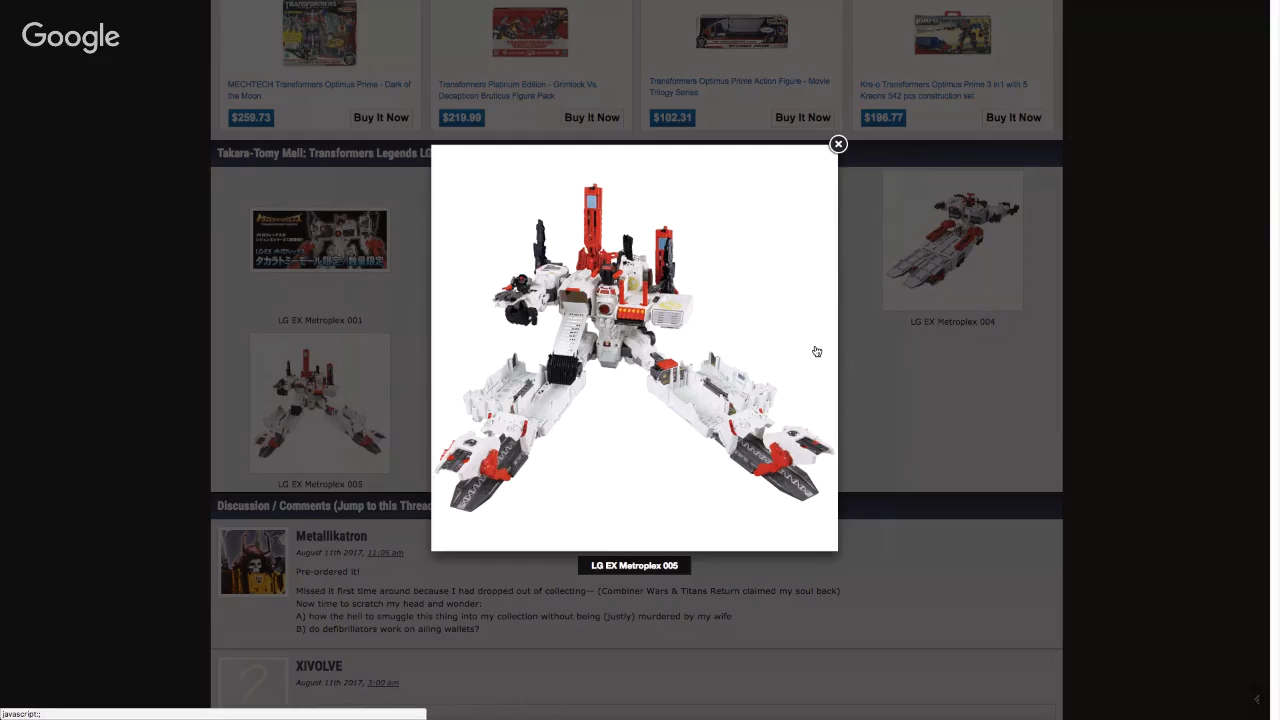 Google
MECHTECH Transformers Optimus Prime - Dark of
the Moon
$259.73 Buy It Now
Transformers Platinum Edition - Grimlock Vs.
Decepticon Bruticus Figure Pack
$219.99 Buy It Now
Transformers Optimus Prime Action Figure - Movie
Trilogy Series
$102.31 Buy It Now
Kre-o Transformers Optimus Prime 3 in1 with 5
Kreons 542 pcs construction set
$196.77 Buy It Now
Takara-Tomy Mall: Transformers Legends LG
LG EX Metroplex 001
LG EX Metroplex 004
LG EX Metroplex 005
LG EX Metroplex 005
Discussion / Comments (Jump to this Thread
Metallikatron
August 11th 2017, 11:05 am
Pre-ordered it!
Missed it first time around because I had dropped out of collecting— (Combiner Wars & Titans Return claimed my soul back)
Now time to scratch my head and wonder:
A) how the hell to smuggle this thing into my collection without being (justly) murdered by my wife
B) do defibrillators work on ailing wallets?
XIVOLVE
August 11th 2017, 3:00 am
javascript:;